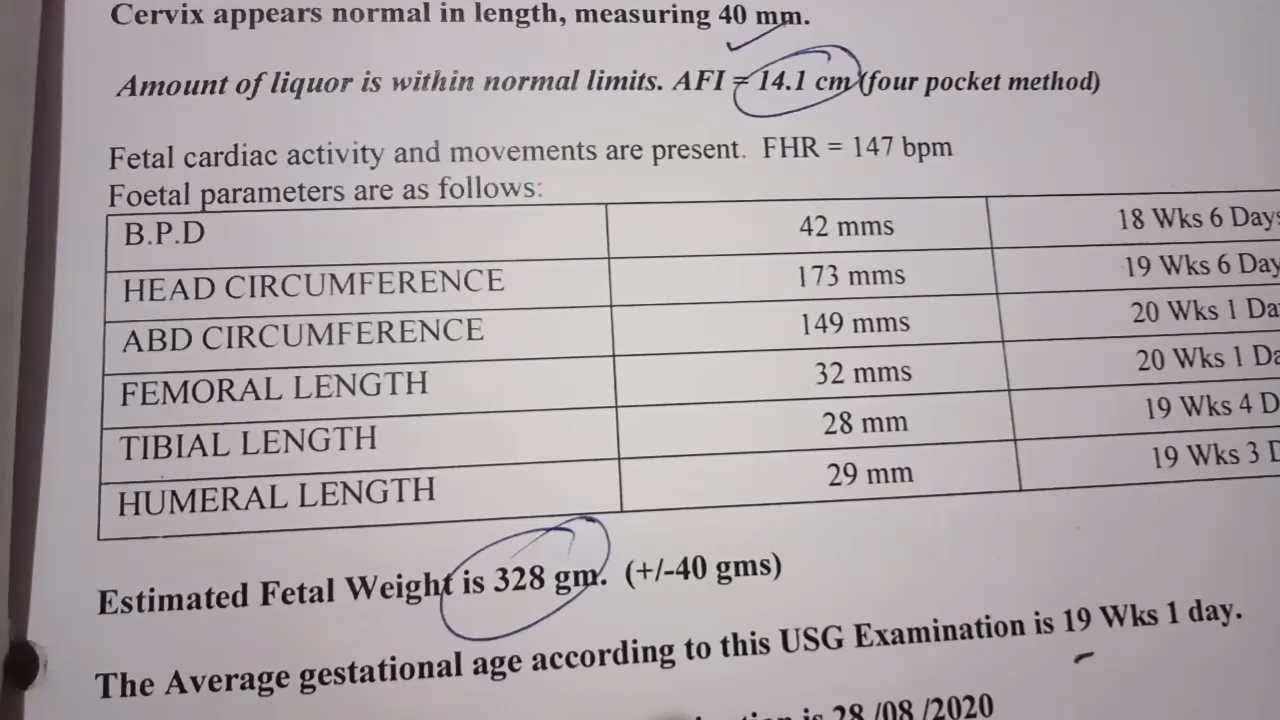 Cervix appears normal in length, measuring 40 mm.
Amount of liquor is within normal limits. AFI = 14.1 cm (four pocket method)
Fetal cardiac activity and movements are present. FHR = 147 bpm
Foetal parameters are as follows:
B.P.D 42 mms 18 Wks 6 Days
HEAD CIRCUMFERENCE 173 mms 19 Wks 6 Day
ABD CIRCUMFERENCE 149 mms 20 Wks 1 Da
FEMORAL LENGTH 32 mms 20 Wks 1 Da
TIBIAL LENGTH 28 mm 19 Wks 4 D
HUMERAL LENGTH 29 mm 19 Wks 3 D
Estimated Fetal Weight is 328 gm. (+/-40 gms)
The Average gestational age according to this USG Examination is 19 Wks 1 day.
is 28 /08 /2020